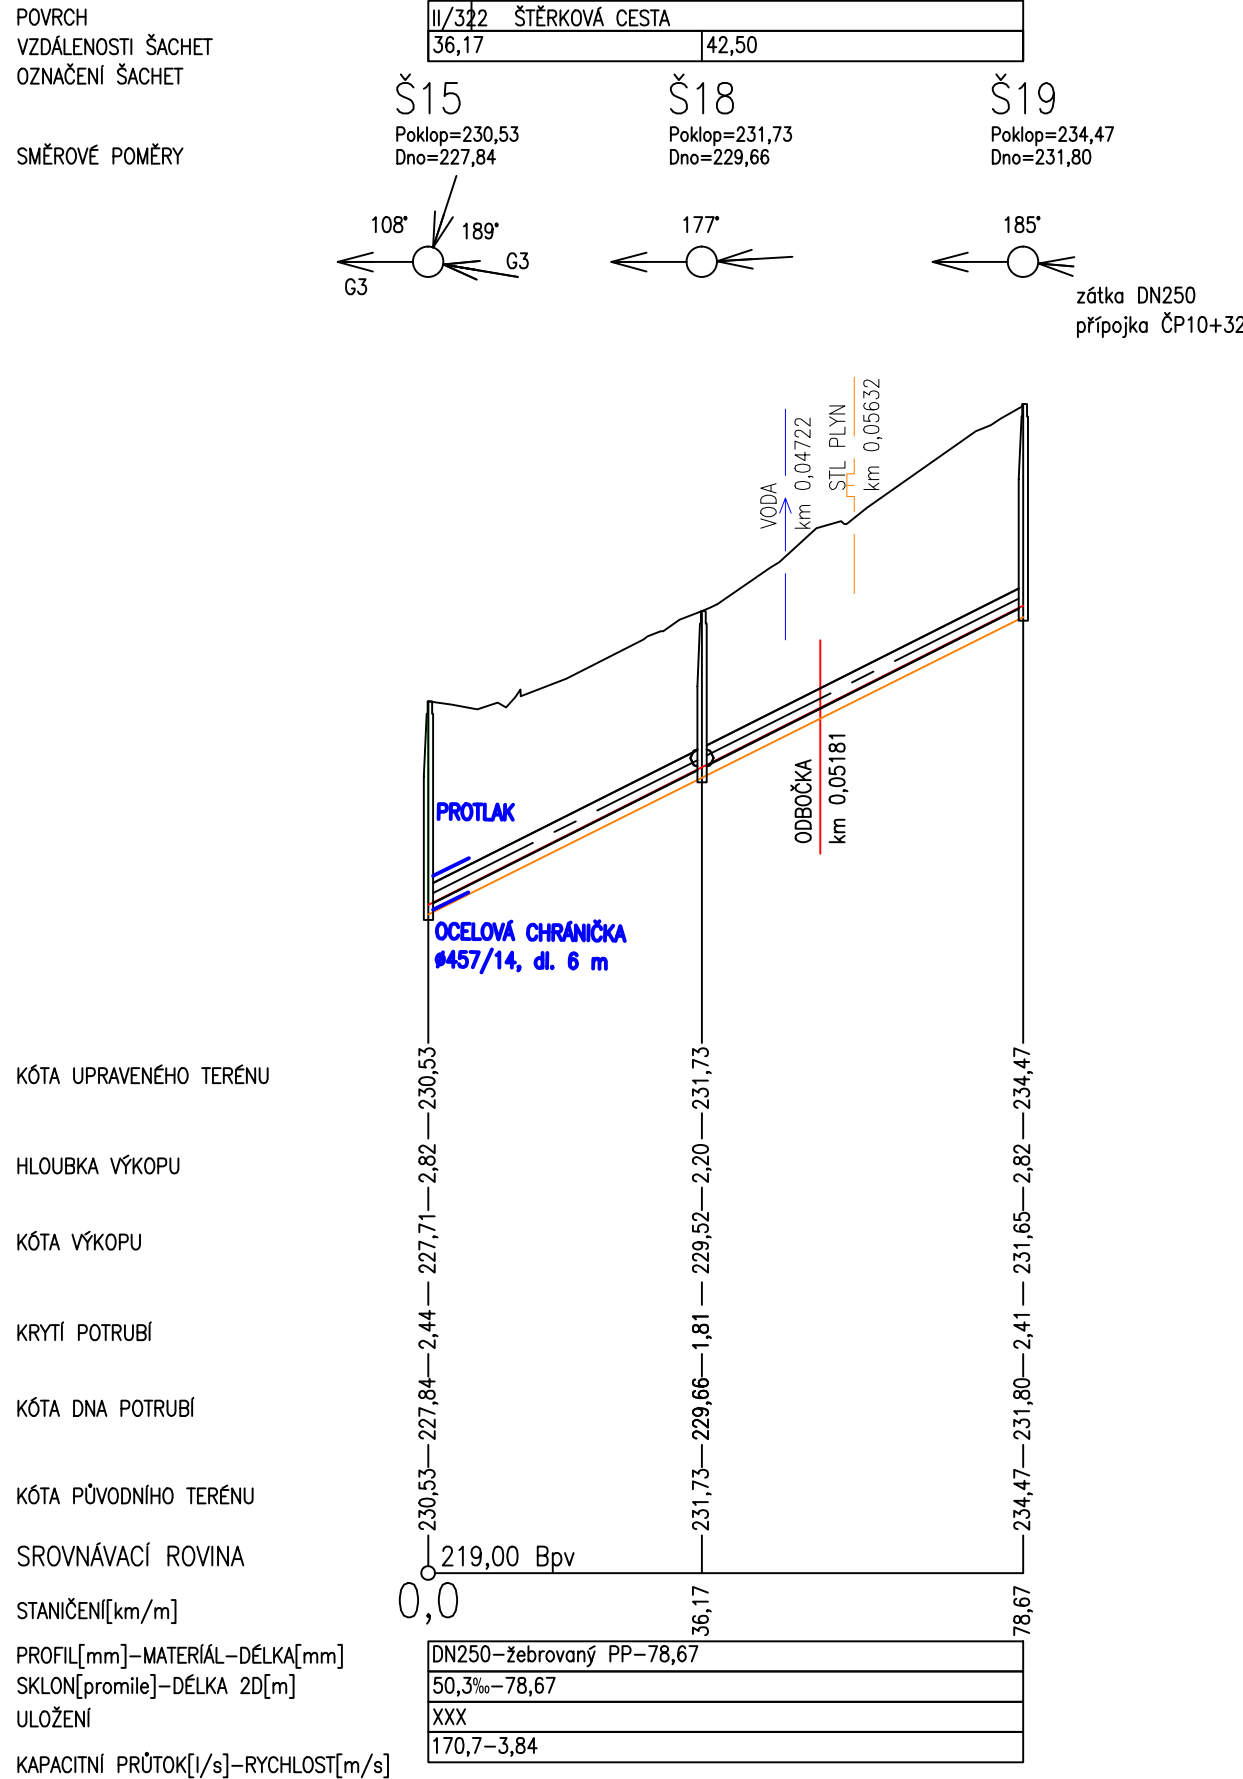 POVRCH II/322 ŠTĚRKOVÁ CESTA
VZDÁLENOSTI ŠACHET 36,17 42,50
OZNAČENÍ ŠACHET
Š15 Š18 Š19
Poklop=230,53 Poklop=231,73 Poklop=234,47
Dno=227,84 Dno=229,66 Dno=231,80
SMĚROVÉ POMĚRY
108° 189° 177° 185°
G3
G3
zátka DN250
přípojka ČP10+32
VODA
km 0,04722
STL PLYN
km 0,05632
ODBOČKA
km 0,05181
PROTLAK
OCELOVÁ CHRÁNIČKA
ø457/14, dl. 6 m
KÓTA UPRAVENÉHO TERÉNU 230,53 231,73 234,47
HLOUBKA VÝKOPU 2,82 2,20 2,82
KÓTA VÝKOPU 227,71 229,52 231,65
KRYTÍ POTRUBÍ 2,44 1,81 2,41
KÓTA DNA POTRUBÍ 227,84 229,66 231,80
KÓTA PŮVODNÍHO TERÉNU 230,53 231,73 234,47
SROVNÁVACÍ ROVINA 219,00 Bpv
STANIČENÍ[km/m] 0,0 36,17 78,67
PROFIL[mm]-MATERÍÁL-DÉLKA[mm] DN250-žebrovaný PP-78,67
SKLON[promile]-DÉLKA 2D[m] 50,3‰-78,67
ULOŽENÍ XXX
KAPACITNÍ PRŮTOK[l/s]-RYCHLOST[m/s] 170,7-3,84